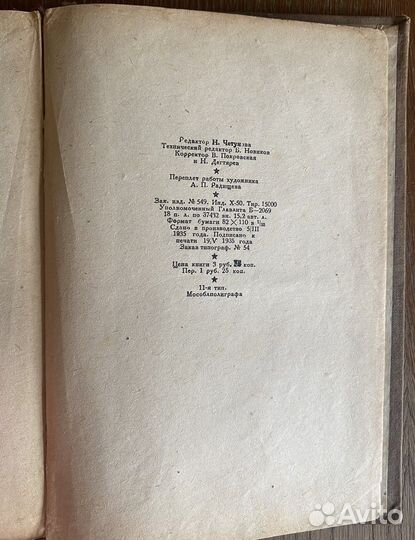 Редактор Н. Четунова
Технический редактор Б. Новиков
Корректор В. Покровская
и Н. Дегтярев
★
Переплет работы художника
А. П. Радищева
★
Зак. изд. № 549. Инд. Х-50. Тир. 15000
Уполномоченный Главлита Б—2069
18 п. л. по 37432 зн. 15,2 авт. л.
Формат бумаги 82 × 110 в 1/32
Сдано в производство 5/III
1935 года. Подписано к
печати 19/V 1935 года
Заказ типограф. № 54
★
Цена книги 3 руб. коп.
Пер. 1 руб. 25 коп.
★
11-я тип.
Мособлполиграфа
Avito